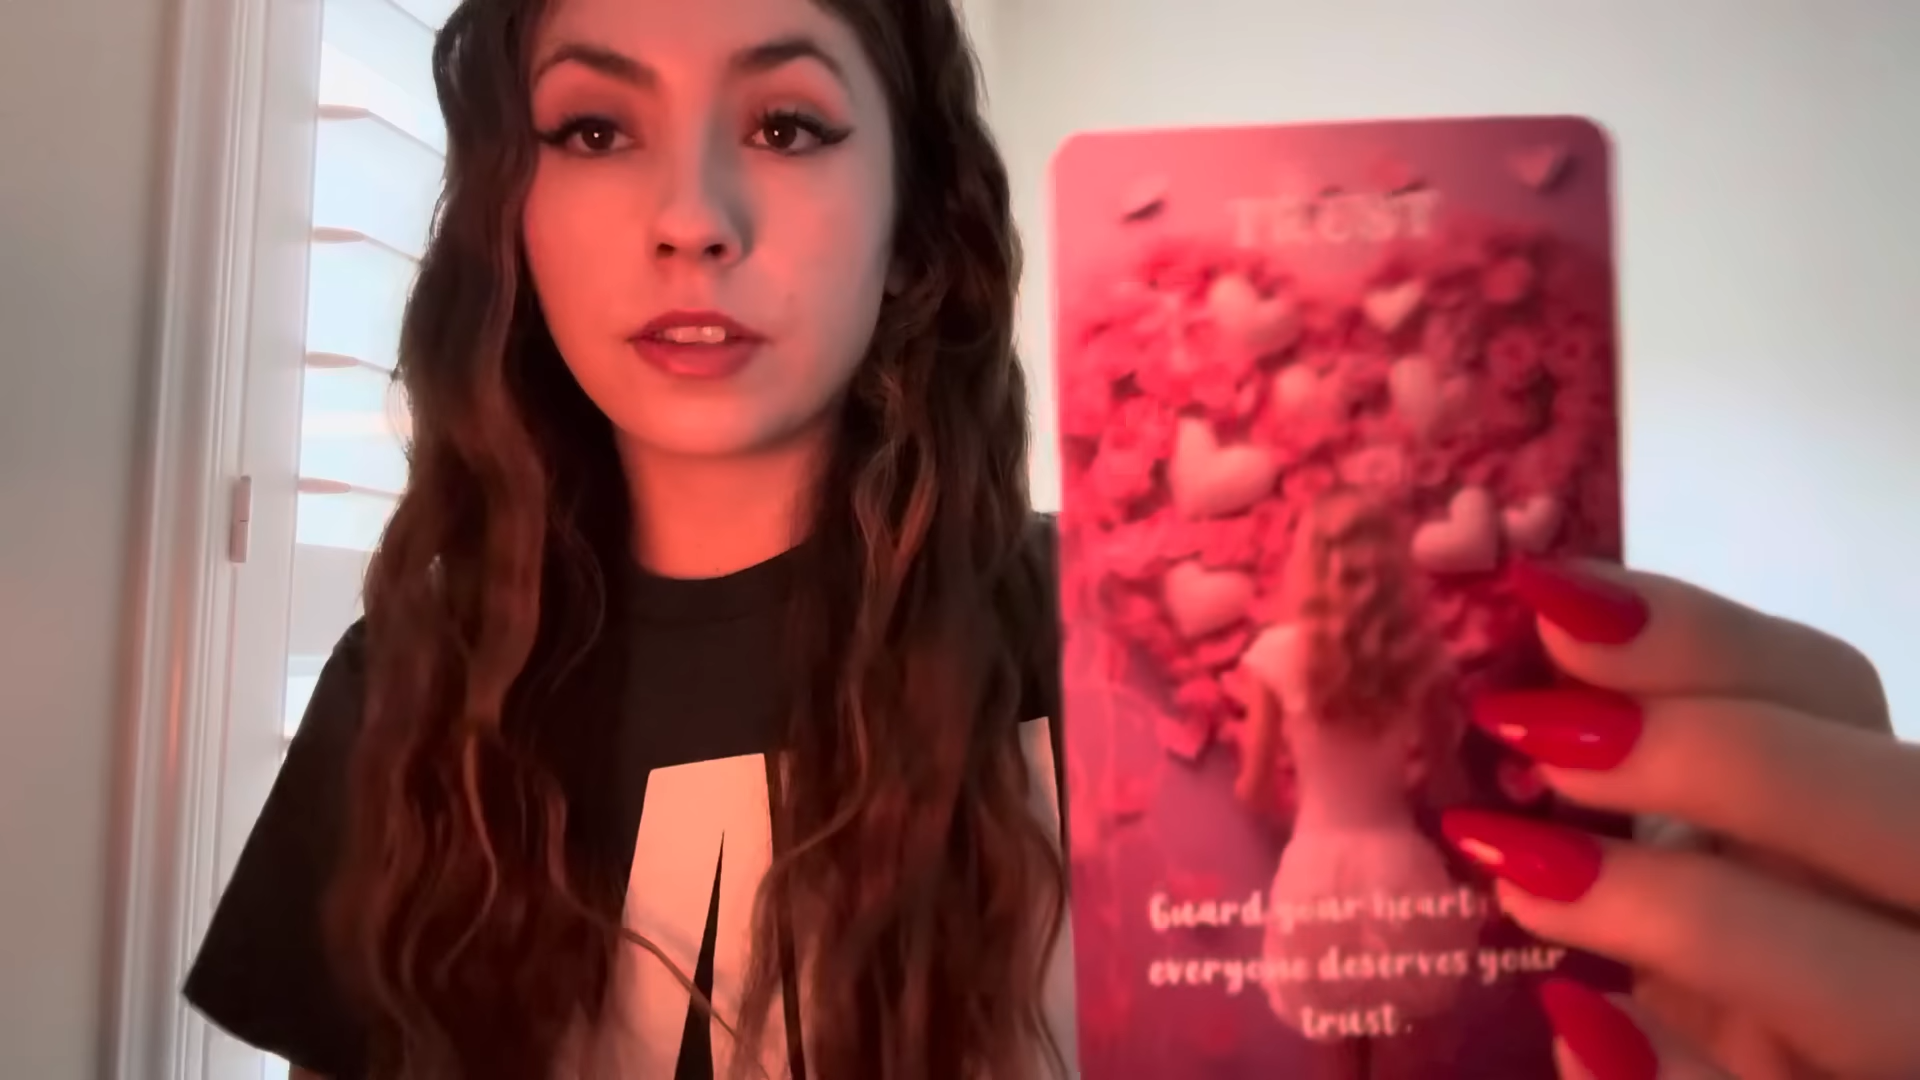 TRUST
Guard your heart,
everyone deserves your
trust.
A